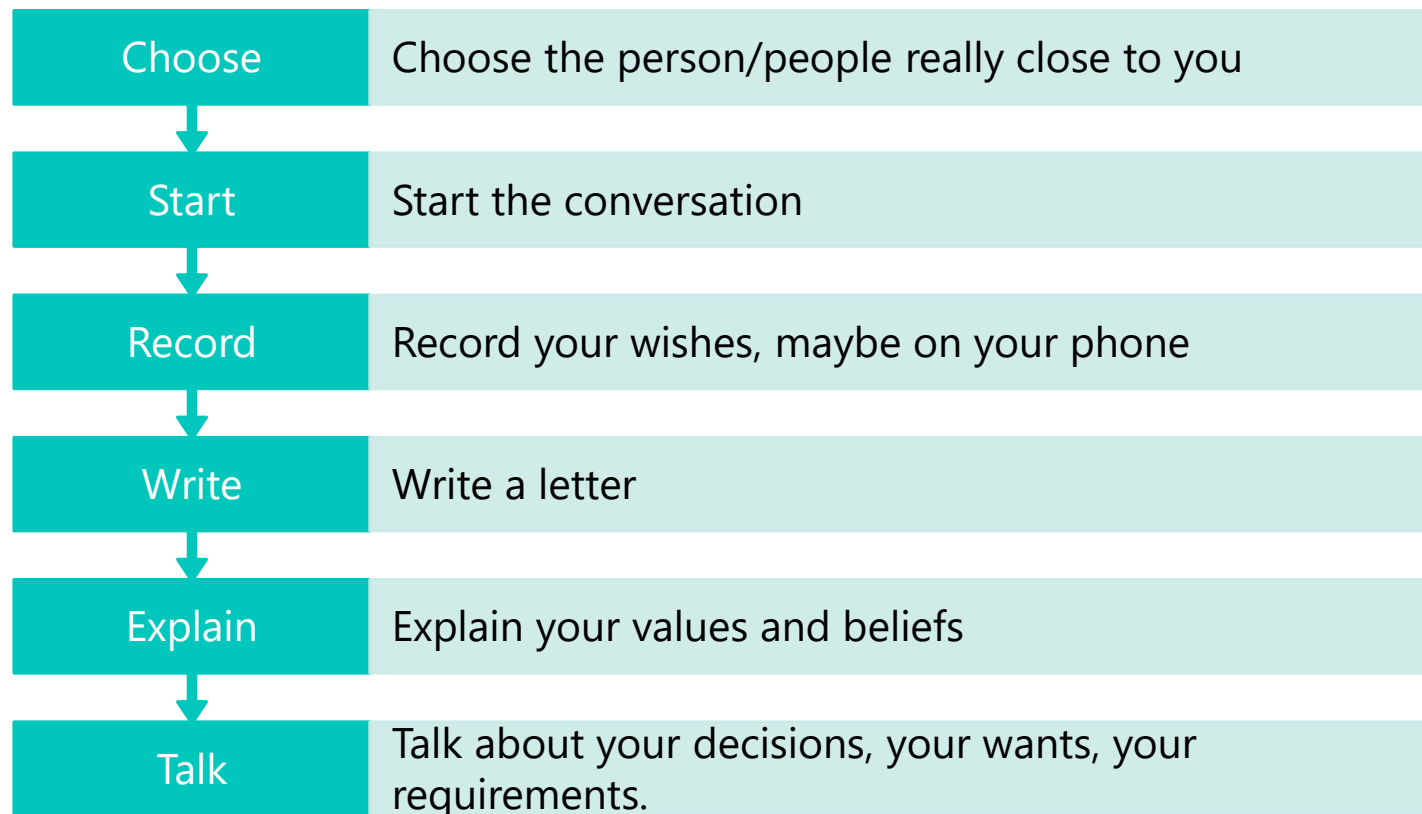 Choose
Choose the person/people really close to you
Start
Start the conversation
Record
Record your wishes, maybe on your phone
Write
Write a letter
Explain
Explain your values and beliefs
Talk
Talk about your decisions, your wants, your
requirements.